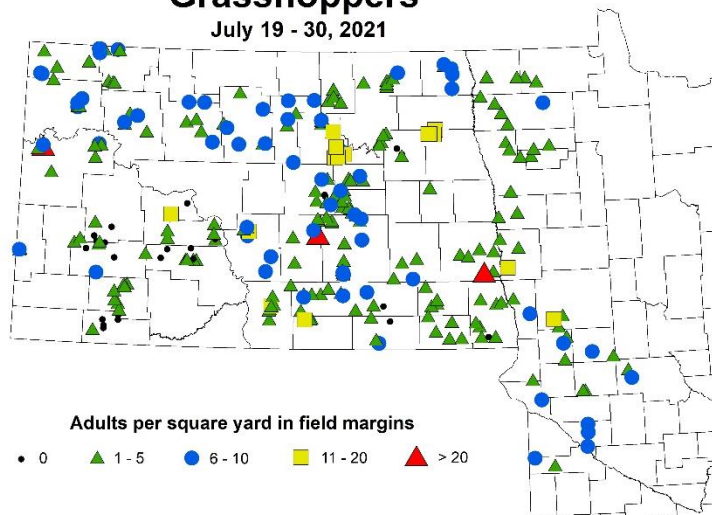 Grasshoppers
July 19 - 30, 2021
Adults per square yard in field margins
0 1 - 5 6 - 10 11 - 20 > 20